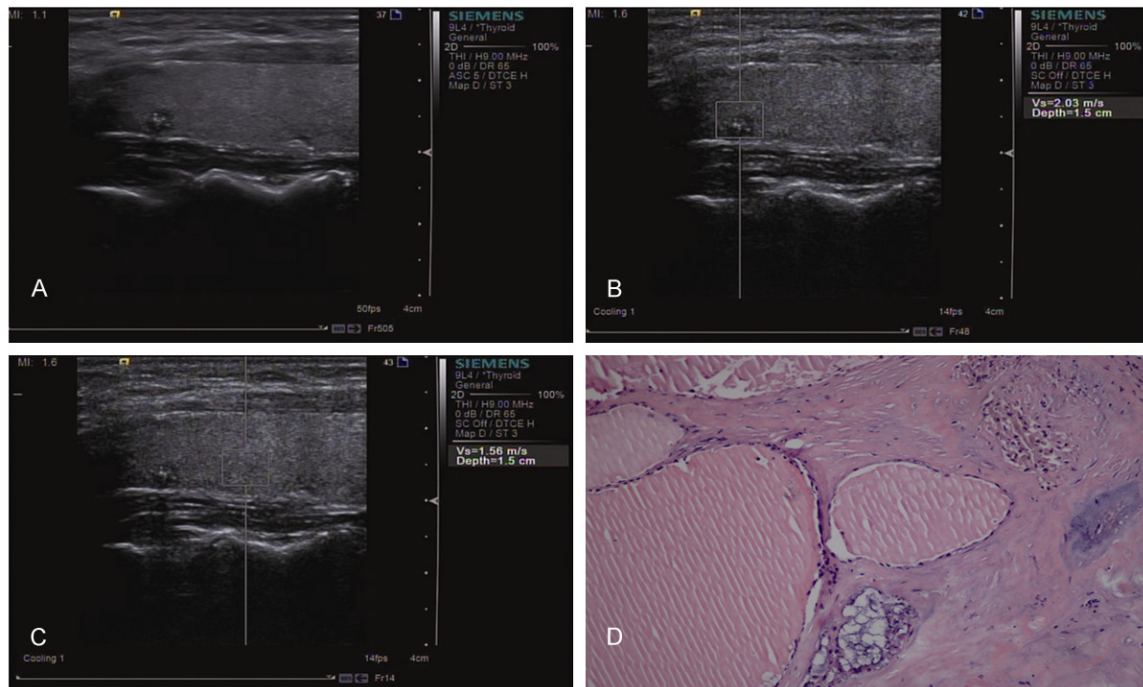 MI: 1.1
37
SIEMENS
9L4 / *Thyroid
General
2D 100%
THI / H9.00 MHz
0 dB / DR 65
ASC 5 / DTCE H
Map D / ST 3
A
50fps 4cm
Fr505
MI: 1.6
42
SIEMENS
9L4 / *Thyroid
General
2D 100%
THI / H9.00 MHz
0 dB / DR 65
SC Off / DTCE H
Map D / ST 3
Vs=2.03 m/s
Depth=1.5 cm
B
Cooling 1 14fps 4cm
Fr48
MI: 1.6
43
SIEMENS
9L4 / *Thyroid
General
2D 100%
THI / H9.00 MHz
0 dB / DR 65
SC Off / DTCE H
Map D / ST 3
Vs=1.56 m/s
Depth=1.5 cm
C
Cooling 1 14fps 4cm
Fr14
D